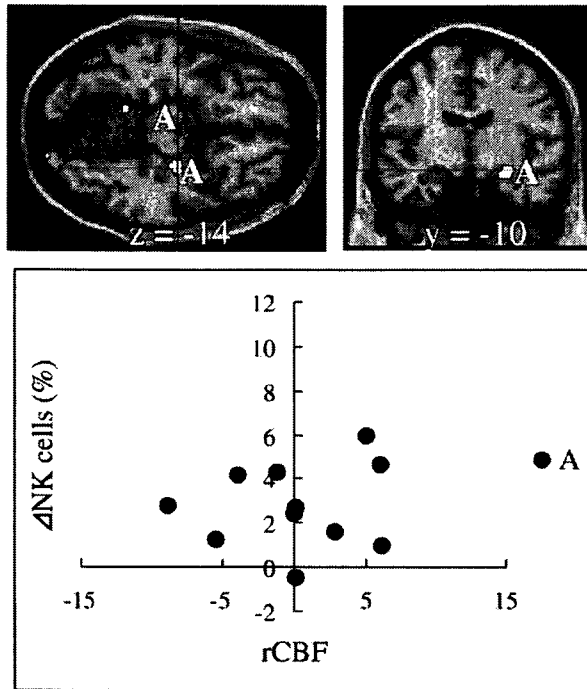 A
A
z = -14
A
y = -10
12
10
8
6
4
2
0
-2
-15
-5
5
15
ΔNK cells (%)
rCBF
A